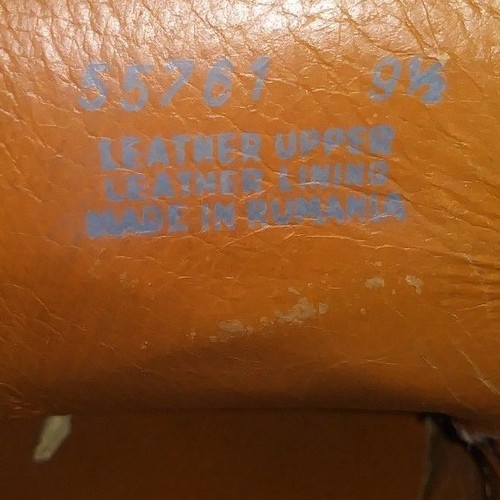 55761 9½
LEATHER UPPER
LEATHER LINING
MADE IN RUMANIA